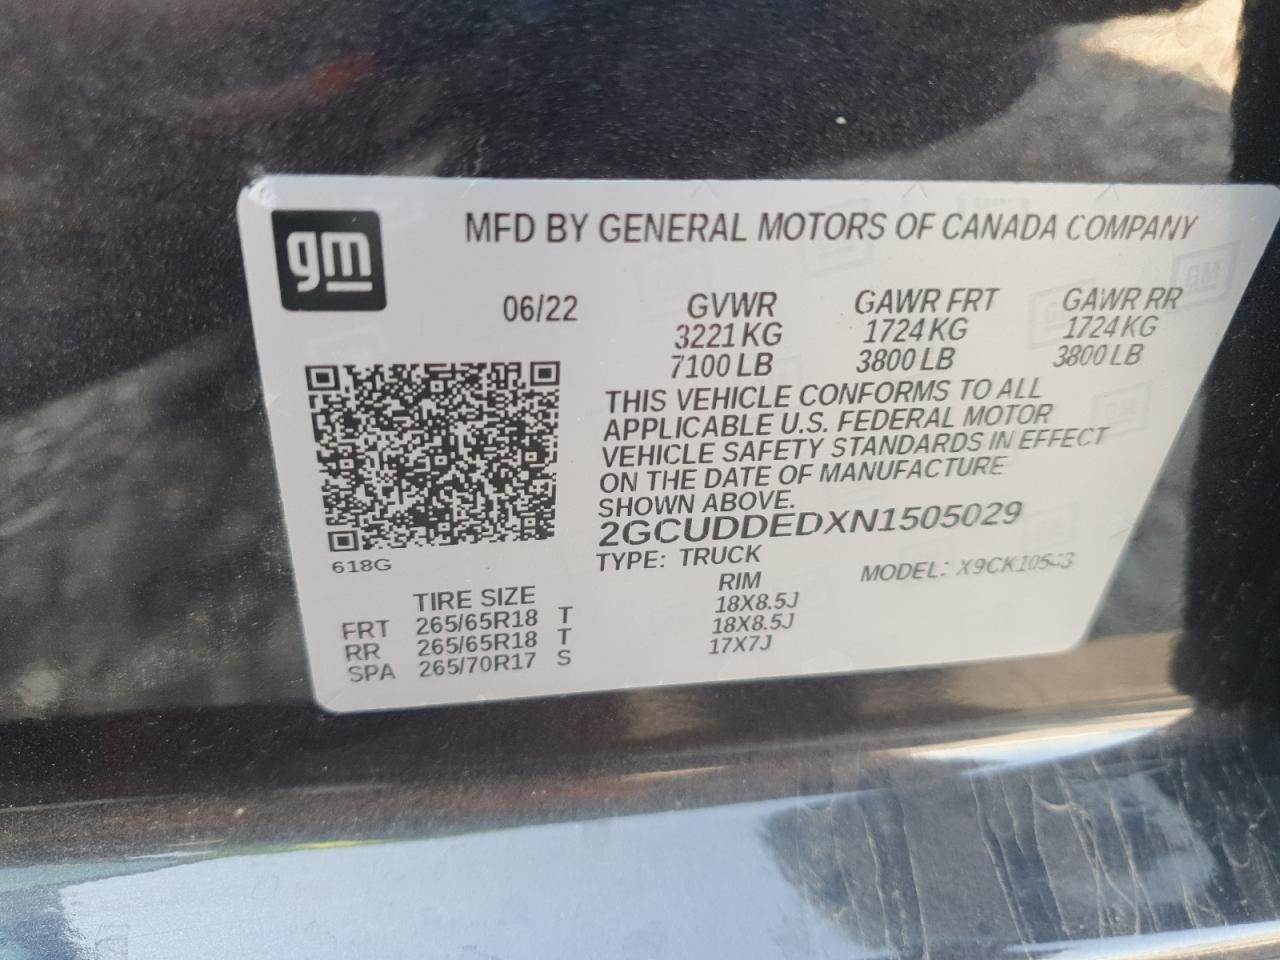 gm
MFD BY GENERAL MOTORS OF CANADA COMPANY
06/22 GVWR GAWR FRT GAWR RR
3221 KG 1724 KG 1724 KG
7100 LB 3800 LB 3800 LB
THIS VEHICLE CONFORMS TO ALL
APPLICABLE U.S. FEDERAL MOTOR
VEHICLE SAFETY STANDARDS IN EFFECT
ON THE DATE OF MANUFACTURE
SHOWN ABOVE.
2GCUDDEDXN1505029
618G
TYPE: TRUCK MODEL:
TIRE SIZE RIM
FRT 265/65R18 T 18X8.5J
RR 265/65R18 T 18X8.5J
SPA 265/70R17 S 17X7J